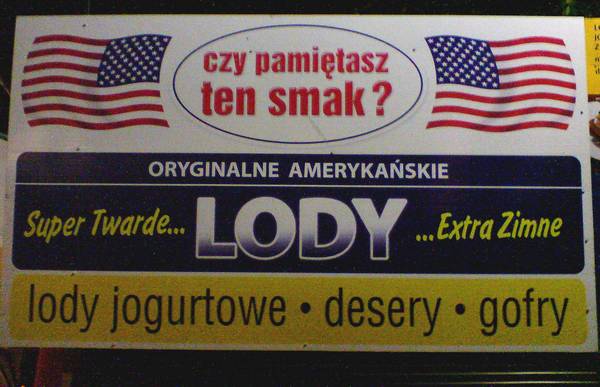 czy pamiętasz
ten smak?
ORYGINALNE AMERYKAŃSKIE
Super Twarde... LODY ...Extra Zimne
lody jogurtowe • desery • gofry